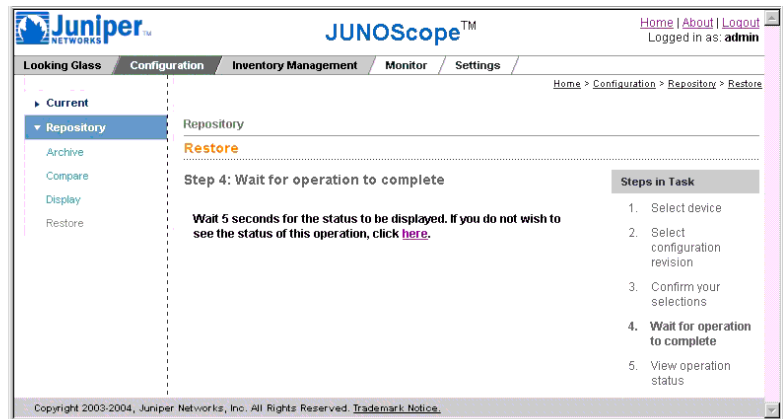 Juniper™
NETWORKS
JUNOScope™
Home | About | Logout
Logged in as: admin
Looking Glass / Configuration / Inventory Management / Monitor / Settings /
Home > Configuration > Repository > Restore
Current
Repository
Archive
Compare
Display
Restore
Repository
Restore
Step 4: Wait for operation to complete
Wait 5 seconds for the status to be displayed. If you do not wish to
see the status of this operation, click here.
Steps in Task
1. Select device
2. Select
configuration
revision
3. Confirm your
selections
4. Wait for operation
to complete
5. View operation
status
Copyright 2003-2004, Juniper Networks, Inc. All Rights Reserved. Trademark Notice.